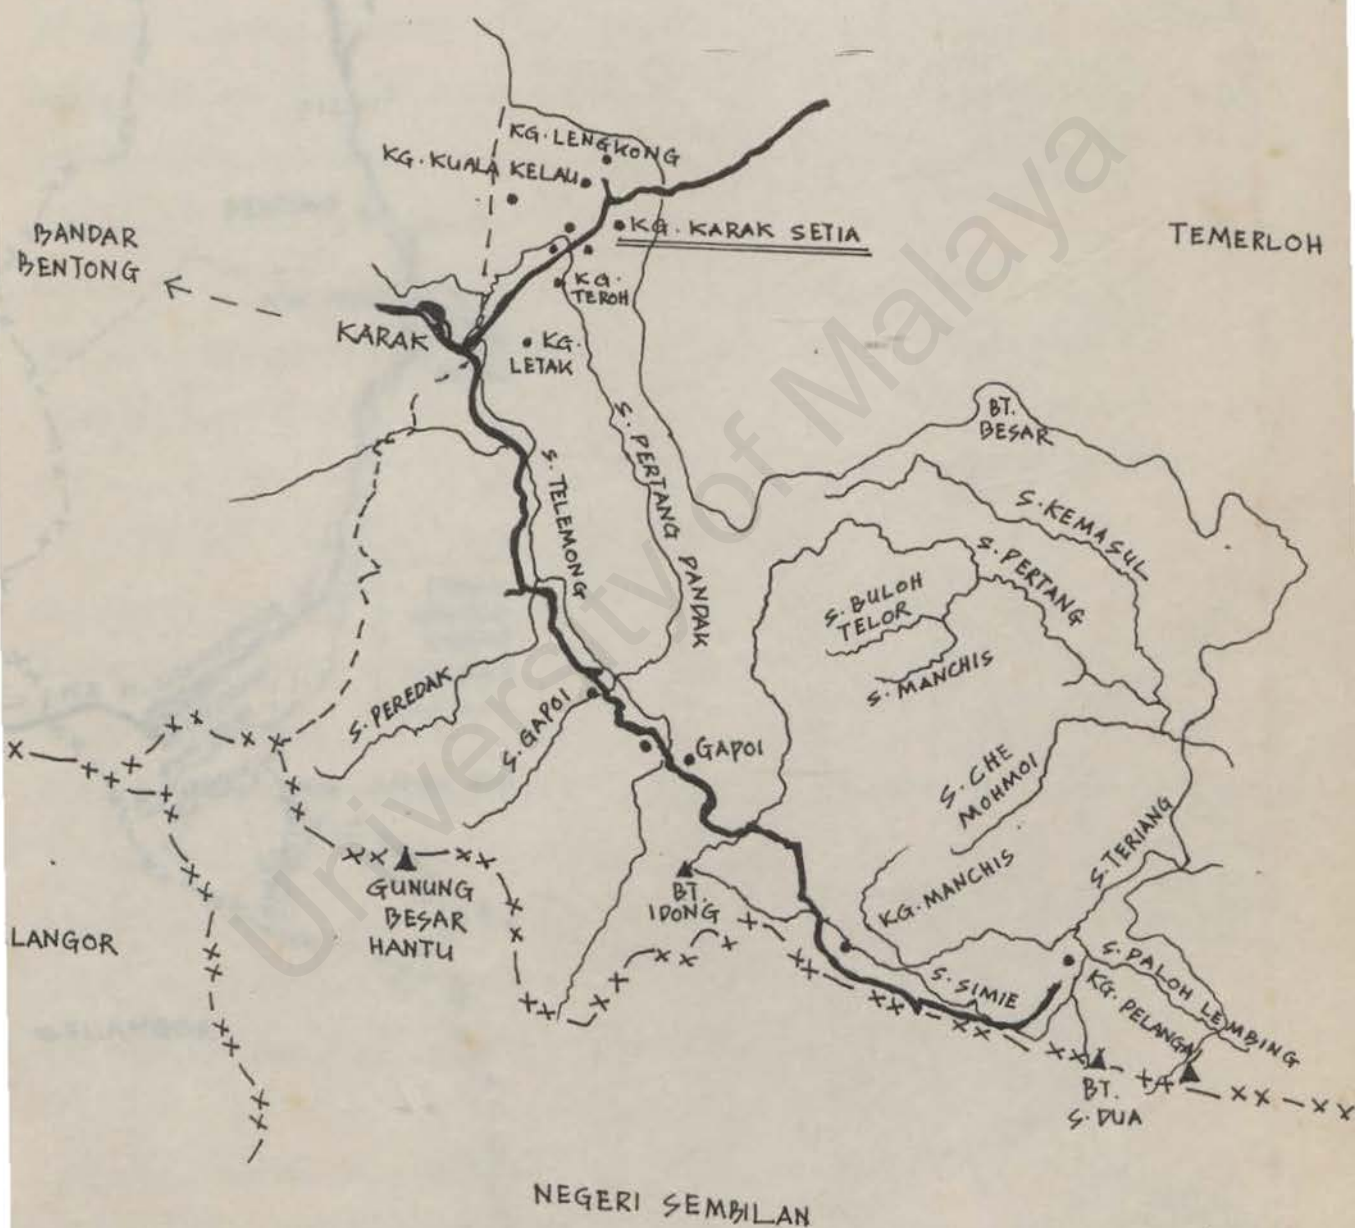 KG. LENGKONG
KG. KUALA KELAU
BANDAR
BENTONG
KG. KARAK SETIA
TEMERLOH
KG.
TEROH
KARAK
KG.
LETAK
BT.
BESAR
S. PERTANG PANDAK
S. TELEMONG
S. KEMASUL
S. PERTANG
S. BULOH
TELOR
S. MANCHIS
S. PEREDAK
S. GAPOI
GAPOI
S. CHE
MOHMOI
S. TERIANG
KG. MANCHIS
GUNUNG
BESAR
HANTU
BT.
IDONG
LANGOR
S. SIMIE
S. PALOH LEMBING
KG. PELANGAI
BT.
S. DUA
NEGERI SEMBILAN
University of Malaya